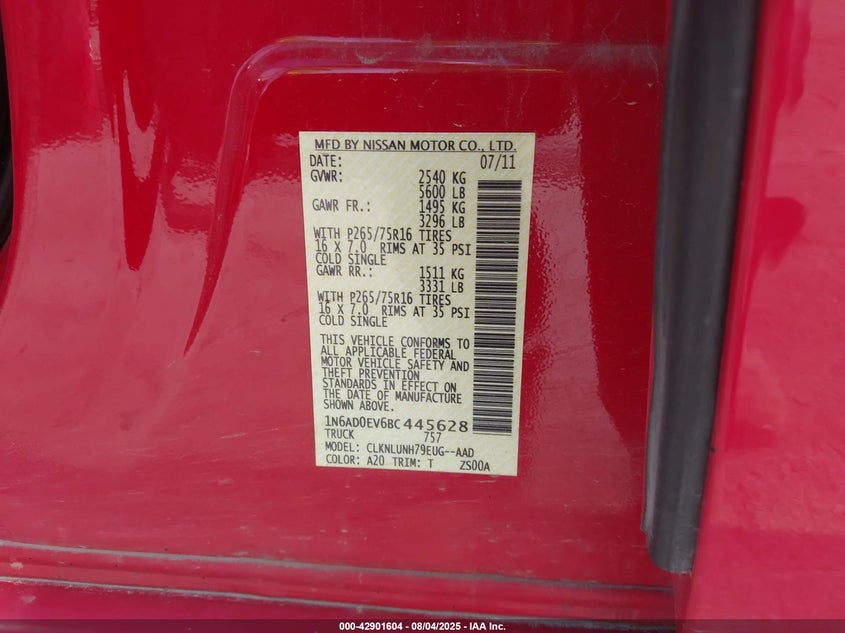 MFD BY NISSAN MOTOR CO., LTD.
DATE: 07/11
GVWR: 2540 KG
5600 LB
GAWR FR.: 1495 KG
3296 LB
WITH P265/75R16 TIRES
16 X 7.0 RIMS AT 35 PSI
COLD SINGLE
GAWR RR.: 1511 KG
3331 LB
WITH P265/75R16 TIRES
16 X 7.0 RIMS AT 35 PSI
COLD SINGLE
THIS VEHICLE CONFORMS TO
ALL APPLICABLE FEDERAL
MOTOR VEHICLE SAFETY AND
THEFT PREVENTION
STANDARDS IN EFFECT ON
THE DATE OF MANUFACTURE
SHOWN ABOVE.
1N6AD0EV6BC445628
TRUCK 757
MODEL: CLKNLUNH79EUG--AAD
COLOR: A20 TRIM: T ZS00A
000-42901604 - 08/04/2025 - IAA Inc.